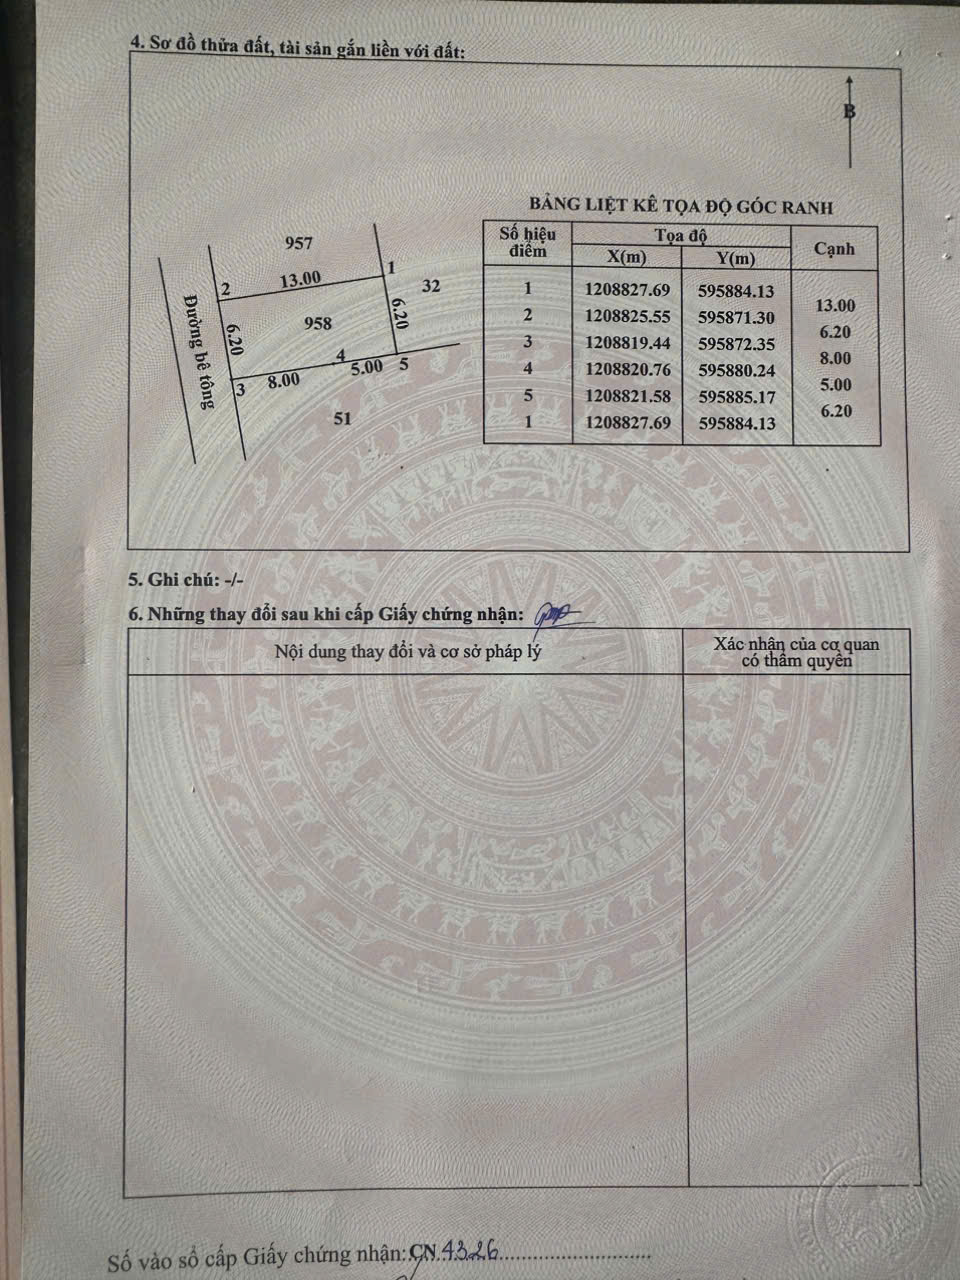 4. Sơ đồ thửa đất, tài sản gắn liền với đất:
B
BẢNG LIỆT KÊ TỌA ĐỘ GÓC RANH
Số hiệu điểm Tọa độ Cạnh
X(m) Y(m)
1 1208827.69 595884.13
13.00
2 1208825.55 595871.30
6.20
3 1208819.44 595872.35
8.00
4 1208820.76 595880.24
5.00
5 1208821.58 595885.17
6.20
1 1208827.69 595884.13
957
2 13.00 1
32
Đường bê tông
6.20 958 6.20
3 8.00 4 5.00 5
51
5. Ghi chú: -/-
6. Những thay đổi sau khi cấp Giấy chứng nhận:
Nội dung thay đổi và cơ sở pháp lý
Xác nhận của cơ quan
có thẩm quyền
Số vào sổ cấp Giấy chứng nhận: CN 4326